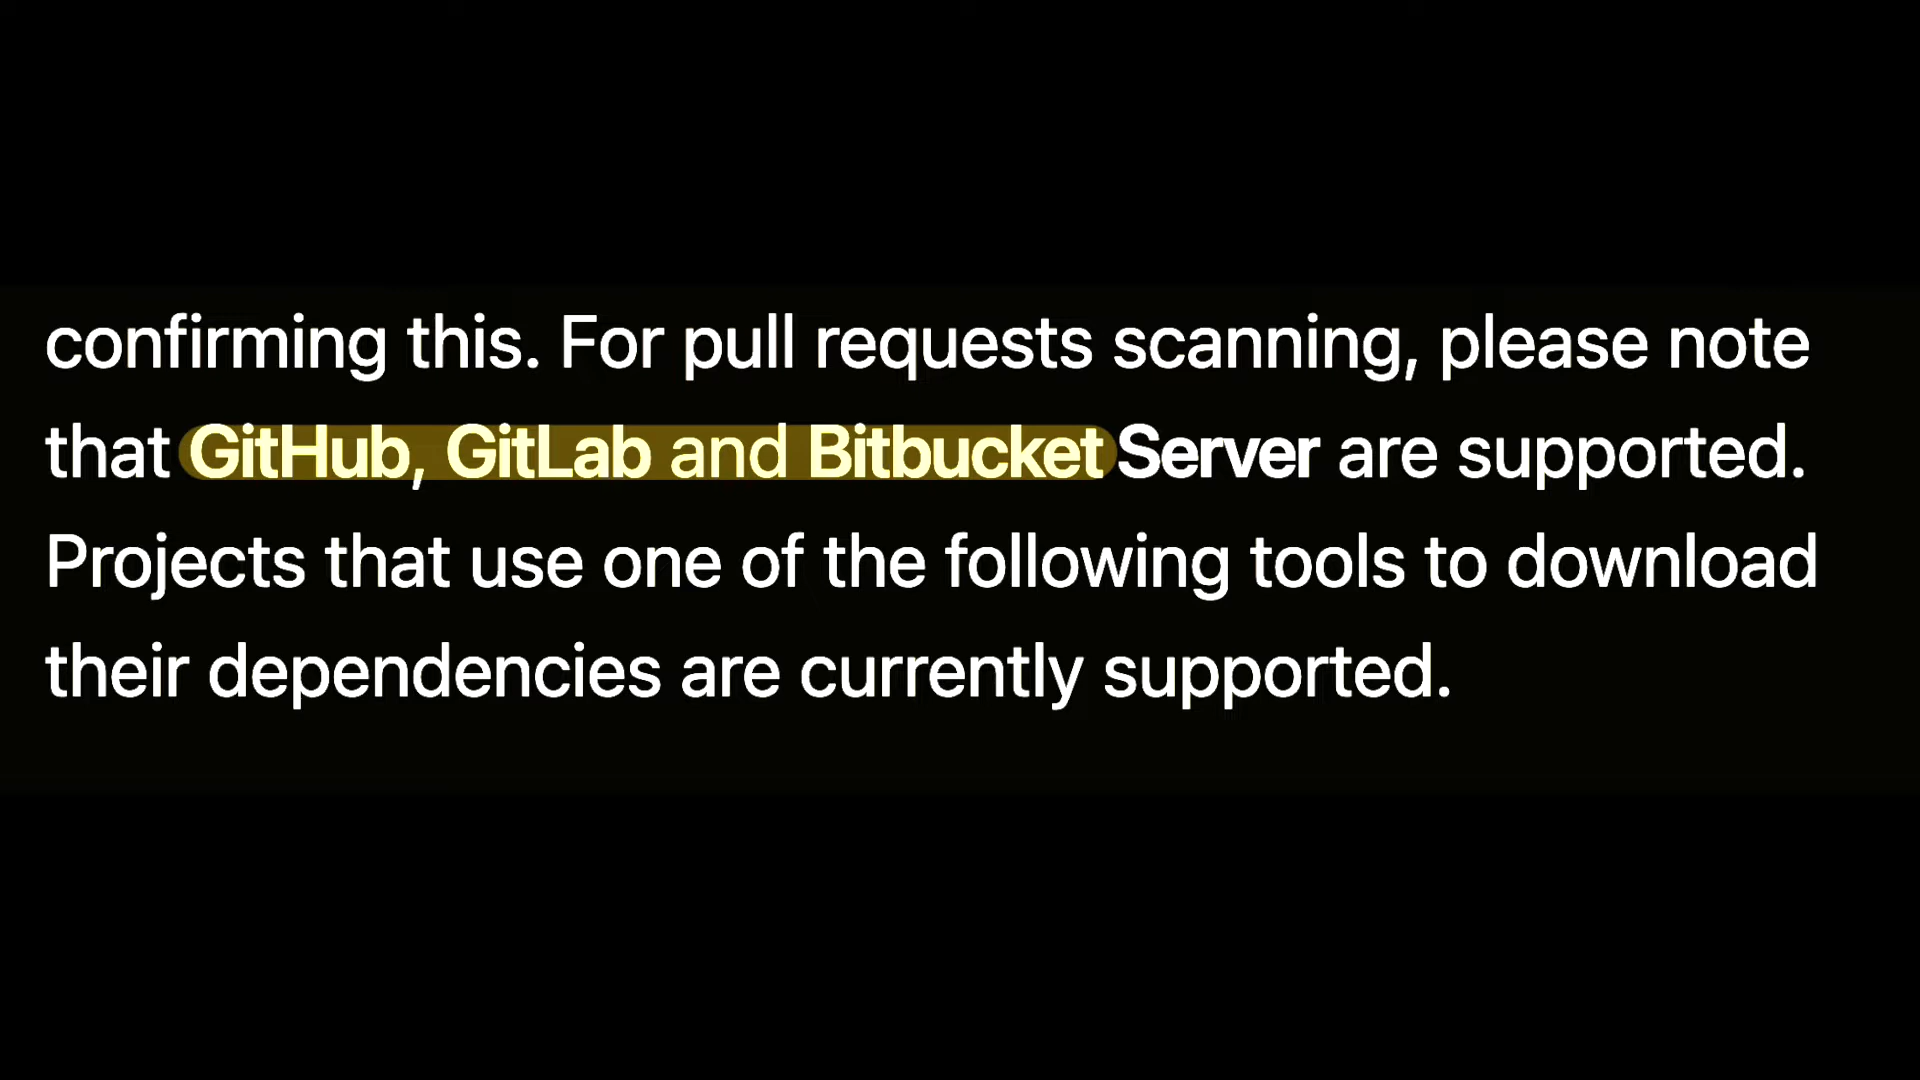 confirming this. For pull requests scanning, please note
that GitHub, GitLab and Bitbucket Server are supported.
Projects that use one of the following tools to download
their dependencies are currently supported.